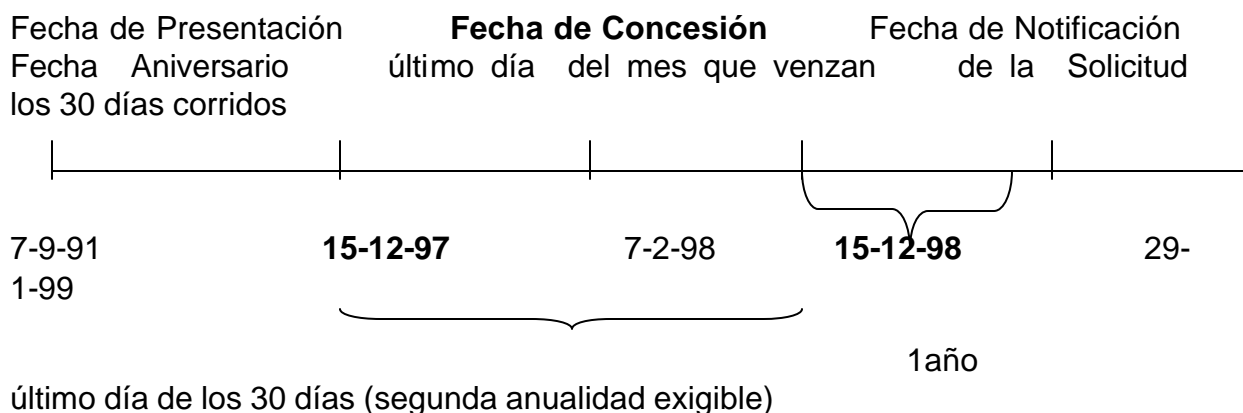 Fecha de Presentación Fecha de Concesión Fecha de Notificación
Fecha Aniversario último día del mes que venzan de la Solicitud
los 30 días corridos
7-9-91 15-12-97 7-2-98 15-12-98 29-
1-99
1año
último día de los 30 días (segunda anualidad exigible)